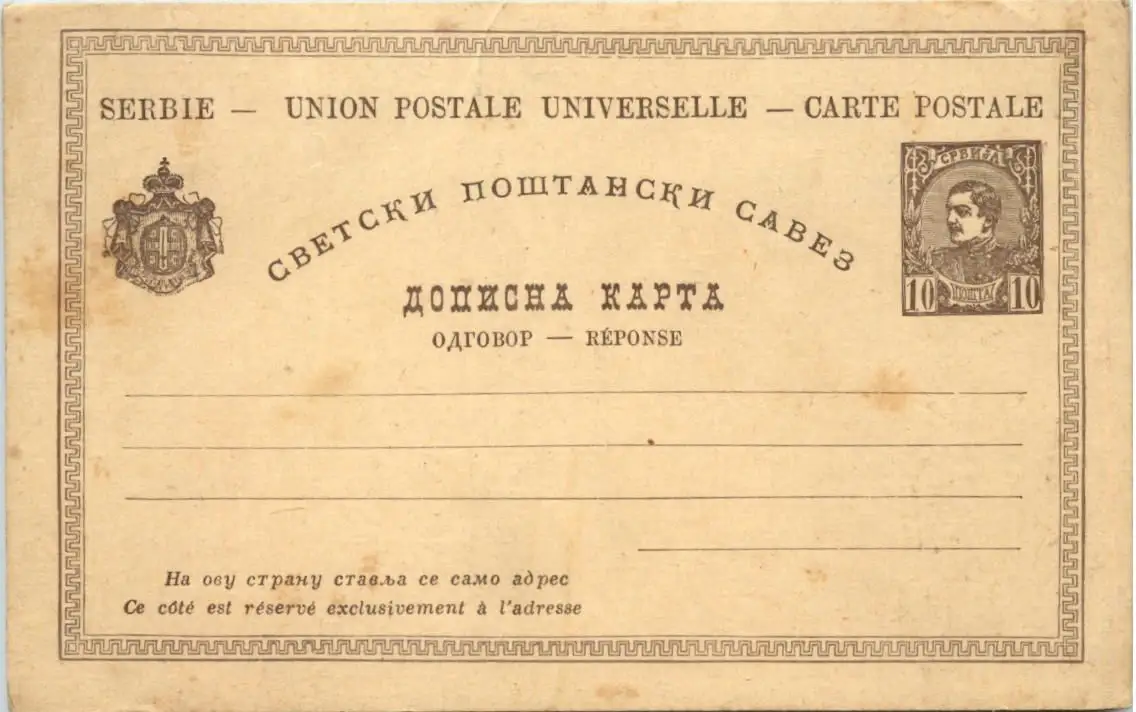 SERBIE — UNION POSTALE UNIVERSELLE — CARTE POSTALE
СРБИЈА
СВЕТСКИ ПОШТАНСКИ САВЕЗ
ДОПИСНА КАРТА
10 ПОШТА 10
ОДГОВОР — RÉPONSE
На ову страну ставља се само адрес
Ce côté est réservé exclusivement à l'adresse